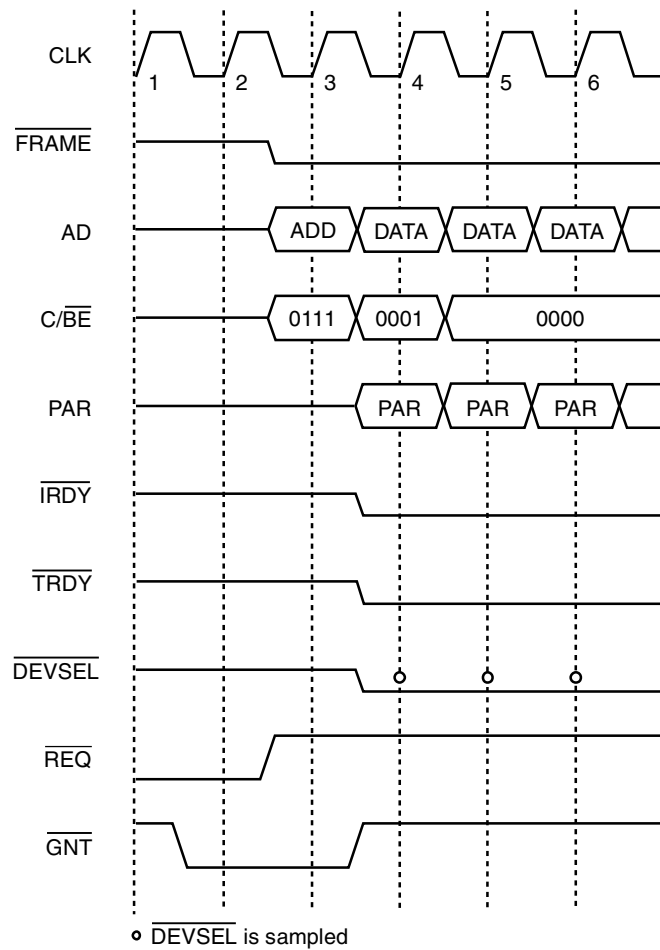 CLK
1 2 3 4 5 6
FRAME
AD ADD DATA DATA DATA
C/BE 0111 0001 0000
PAR PAR PAR PAR
IRDY
TRDY
DEVSEL
REQ
GNT
DEVSEL is sampled